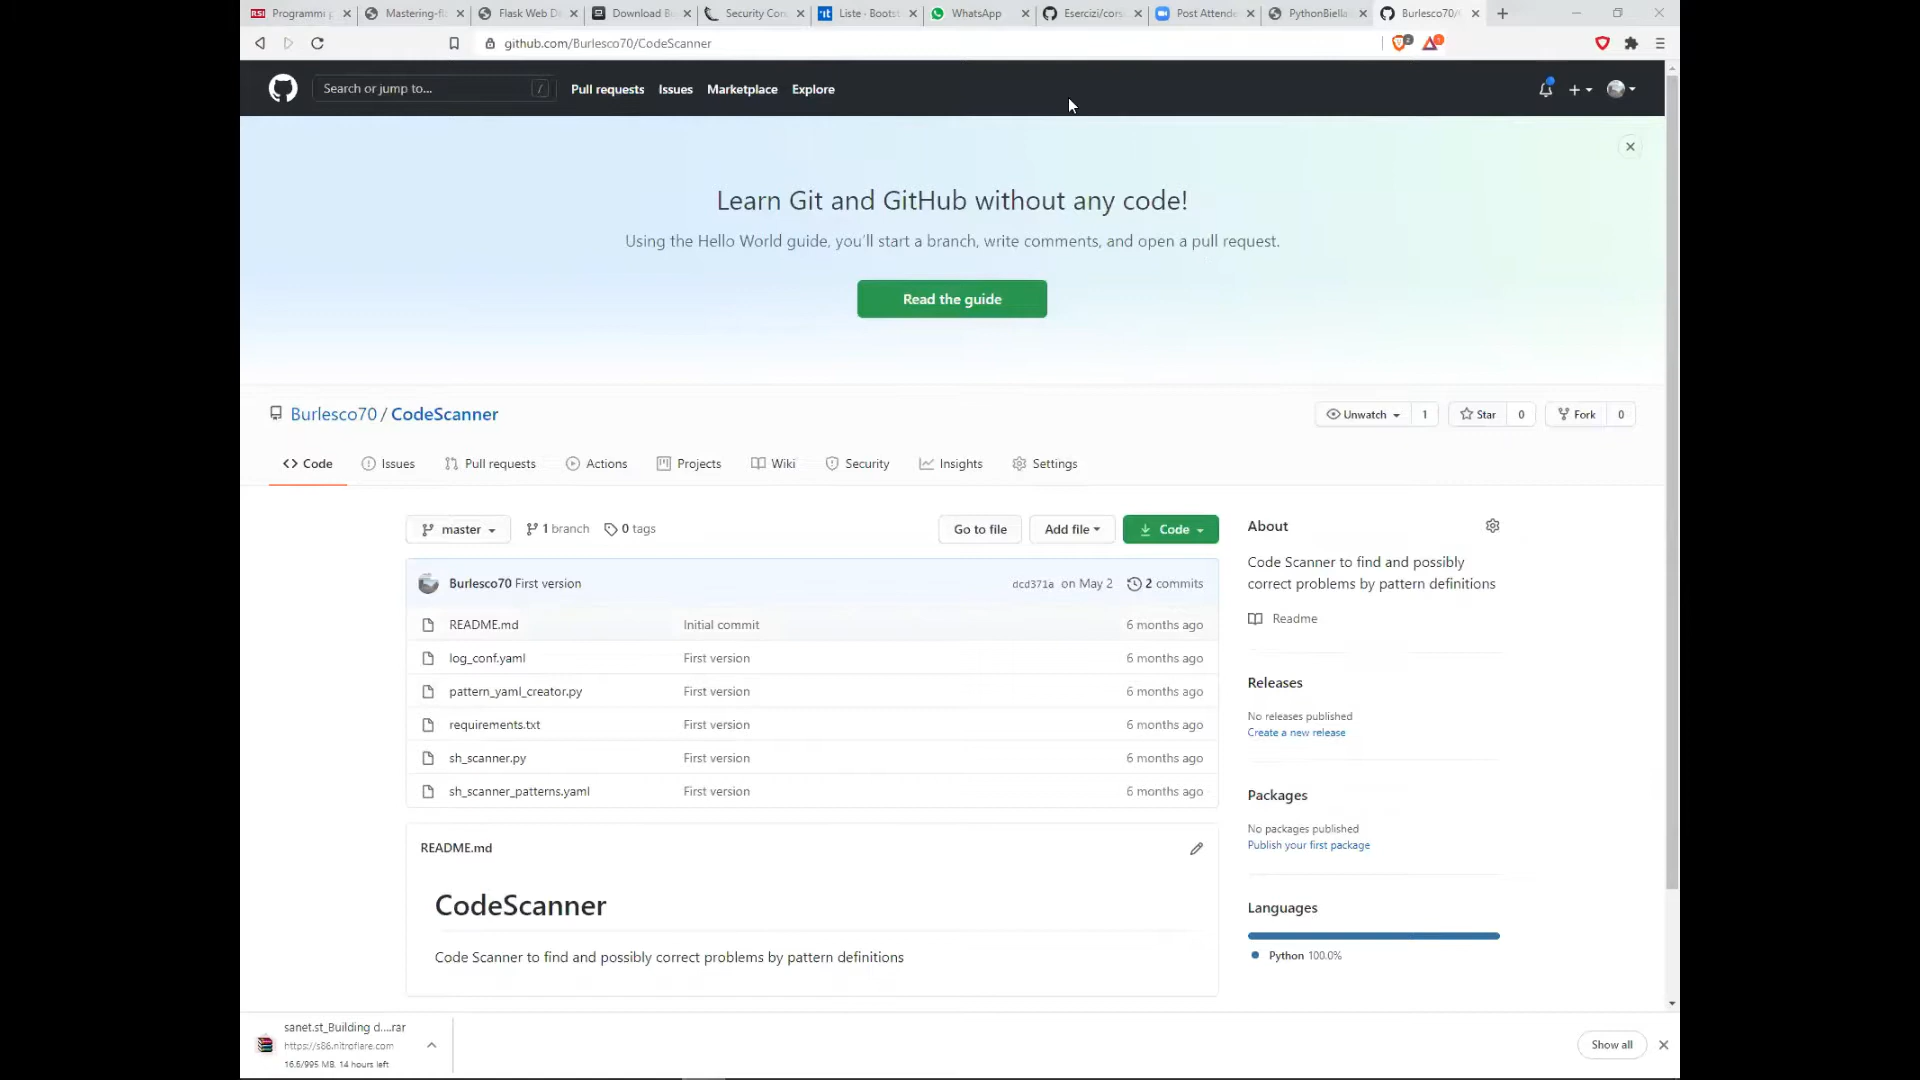 Programmi p
Mastering-fl
Flask Web D
Download B
Security Con
Liste · Bootst
WhatsApp
Esercizi/cors
Post Attende
PythonBiella
Burlesco70/
github.com/Burlesco70/CodeScanner
Search or jump to...
/
Pull requests
Issues
Marketplace
Explore
Learn Git and GitHub without any code!
Using the Hello World guide, you’ll start a branch, write comments, and open a pull request.
Read the guide
Burlesco70 / CodeScanner
Unwatch 1
Star 0
Fork 0
Code
Issues
Pull requests
Actions
Projects
Wiki
Security
Insights
Settings
master
1 branch
0 tags
Go to file
Add file
Code
Burlesco70 First version
dcd371a on May 2
2 commits
README.md Initial commit 6 months ago
log_conf.yaml First version 6 months ago
pattern_yaml_creator.py First version 6 months ago
requirements.txt First version 6 months ago
sh_scanner.py First version 6 months ago
sh_scanner_patterns.yaml First version 6 months ago
README.md
CodeScanner
Code Scanner to find and possibly correct problems by pattern definitions
About
Code Scanner to find and possibly
correct problems by pattern definitions
Readme
Releases
No releases published
Create a new release
Packages
No packages published
Publish your first package
Languages
Python 100.0%
sanet.st_Building d....rar
https://s86.nitroflare.com
16.6/995 MB, 14 hours left
Show all